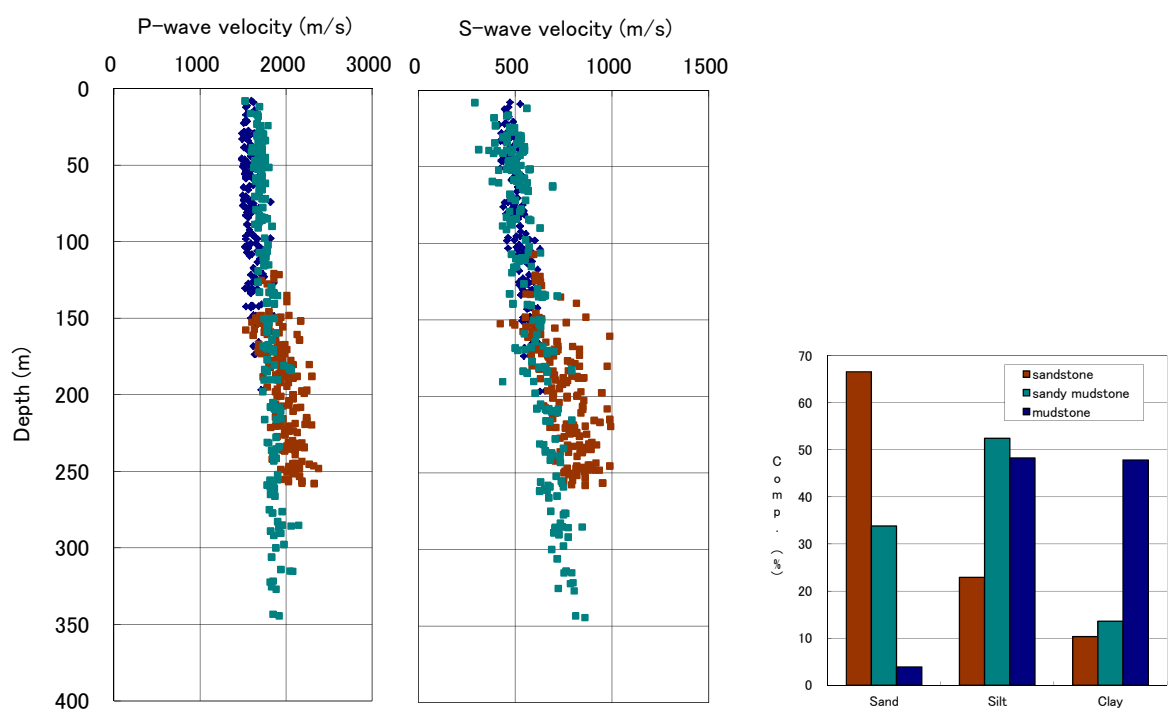 P-wave velocity (m/s)
0 1000 2000 3000
S-wave velocity (m/s)
0 500 1000 1500
Depth (m)
0
50
100
150
200
250
300
350
400
Comp. (%)
70
60
50
40
30
20
10
0
sandstone
sandy mudstone
mudstone
Sand Silt Clay